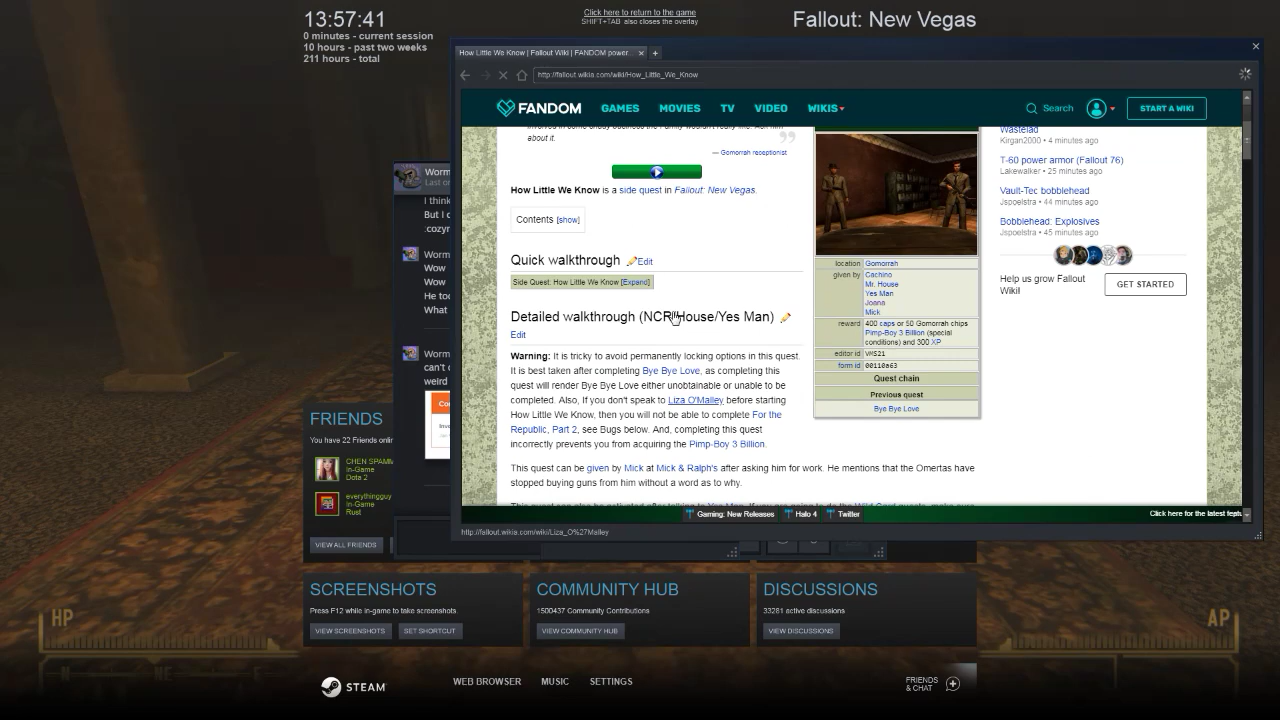 13:57:41
0 minutes - current session
10 hours - past two weeks
211 hours - total
Click here to return to the game
SHIFT+TAB also closes the overlay
Fallout: New Vegas
How Little We Know | Fallout Wiki | FANDOM power...
http://fallout.wikia.com/wiki/How_Little_We_Know
FANDOM
GAMES
MOVIES
TV
VIDEO
WIKIS
Search
START A WIKI
about it.
— Gomorrah receptionist
How Little We Know is a side quest in Fallout: New Vegas.
Contents [show]
Quick walkthrough Edit
Side Quest: How Little We Know [Expand]
Detailed walkthrough (NCR/House/Yes Man)
Edit
Warning: It is tricky to avoid permanently locking options in this quest.
It is best taken after completing Bye Bye Love, as completing this
quest will render Bye Bye Love either unobtainable or unable to be
completed. Also, If you don't speak to Liza O'Malley before starting
How Little We Know, then you will not be able to complete For the
Republic, Part 2, see Bugs below. And, completing this quest
incorrectly prevents you from acquiring the Pimp-Boy 3 Billion.
This quest can be given by Mick at Mick & Ralph's after asking him for work. He mentions that the Omertas have
stopped buying guns from him without a word as to why.
location Gomorrah
given by Cachino
Mr. House
Yes Man
Joana
Mick
reward 400 caps or 50 Gomorrah chips
Pimp-Boy 3 Billion (special
conditions) and 300 XP
editor id VMS21
form id 00110a63
Quest chain
Previous quest
Bye Bye Love
Wastelad
Kirgan2000 • 4 minutes ago
T-60 power armor (Fallout 76)
Lakewalker • 25 minutes ago
Vault-Tec bobblehead
Jspoelstra • 44 minutes ago
Bobblehead: Explosives
Jspoelstra • 45 minutes ago
Help us grow Fallout
Wiki!
GET STARTED
Gaming: New Releases
Halo 4
Twitter
Click here for the latest
http://fallout.wikia.com/wiki/Liza_O%27Malley
Worm
Last
I think
But I
:cozyr
Worm
Wow
Wow
He too
What
Worm
can't
weird
FRIENDS
You have 22 Friends
CHEN SPAMM
In-Game
Dota 2
everythingguy
In-Game
Rust
VIEW ALL FRIENDS
SCREENSHOTS
Press F12 while in-game to take screenshots
VIEW SCREENSHOTS
SET SHORTCUT
COMMUNITY HUB
1500437 Community Contributions
VIEW COMMUNITY HUB
DISCUSSIONS
33281 active discussions
VIEW DISCUSSIONS
HP
AP
STEAM
WEB BROWSER
MUSIC
SETTINGS
FRIENDS
& CHAT